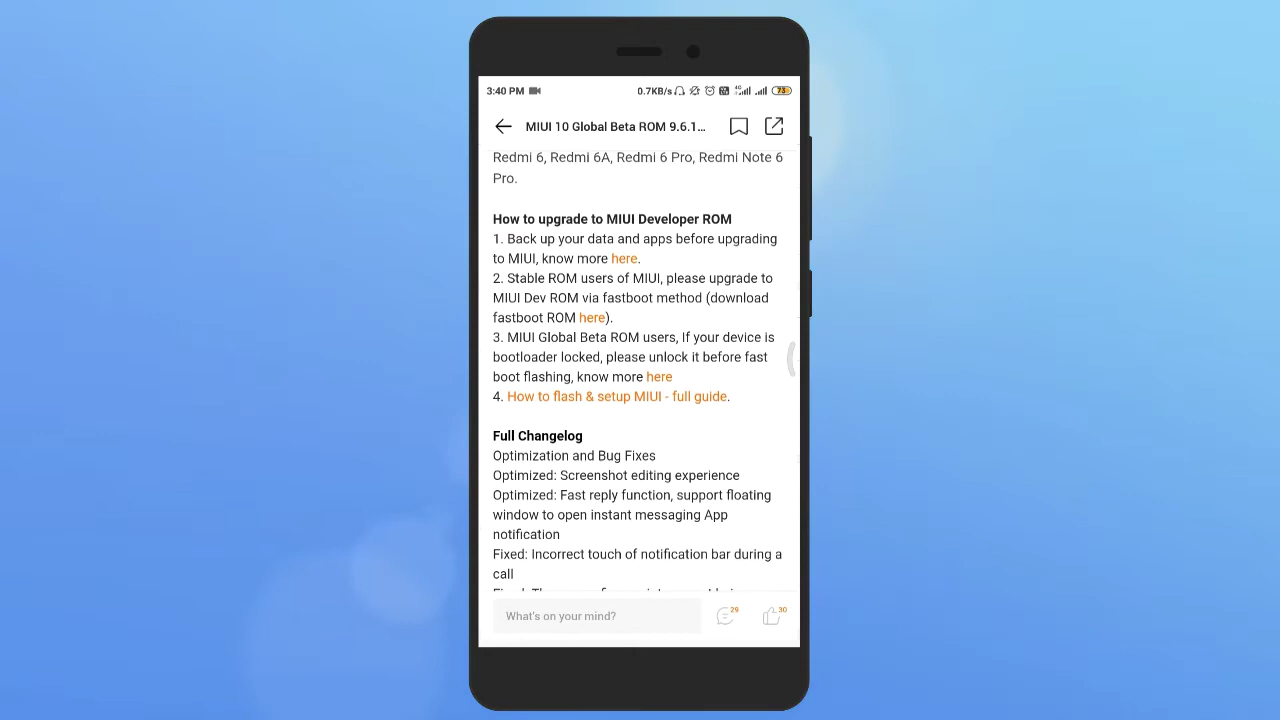 3:40 PM 0.7KB/s 4G 73
MIUI 10 Global Beta ROM 9.6.1...
Redmi 6, Redmi 6A, Redmi 6 Pro, Redmi Note 6
Pro.
How to upgrade to MIUI Developer ROM
1. Back up your data and apps before upgrading
to MIUI, know more here.
2. Stable ROM users of MIUI, please upgrade to
MIUI Dev ROM via fastboot method (download
fastboot ROM here).
3. MIUI Global Beta ROM users, If your device is
bootloader locked, please unlock it before fast
boot flashing, know more here
4. How to flash & setup MIUI - full guide.
Full Changelog
Optimization and Bug Fixes
Optimized: Screenshot editing experience
Optimized: Fast reply function, support floating
window to open instant messaging App
notification
Fixed: Incorrect touch of notification bar during a
call
What's on your mind? 29 30